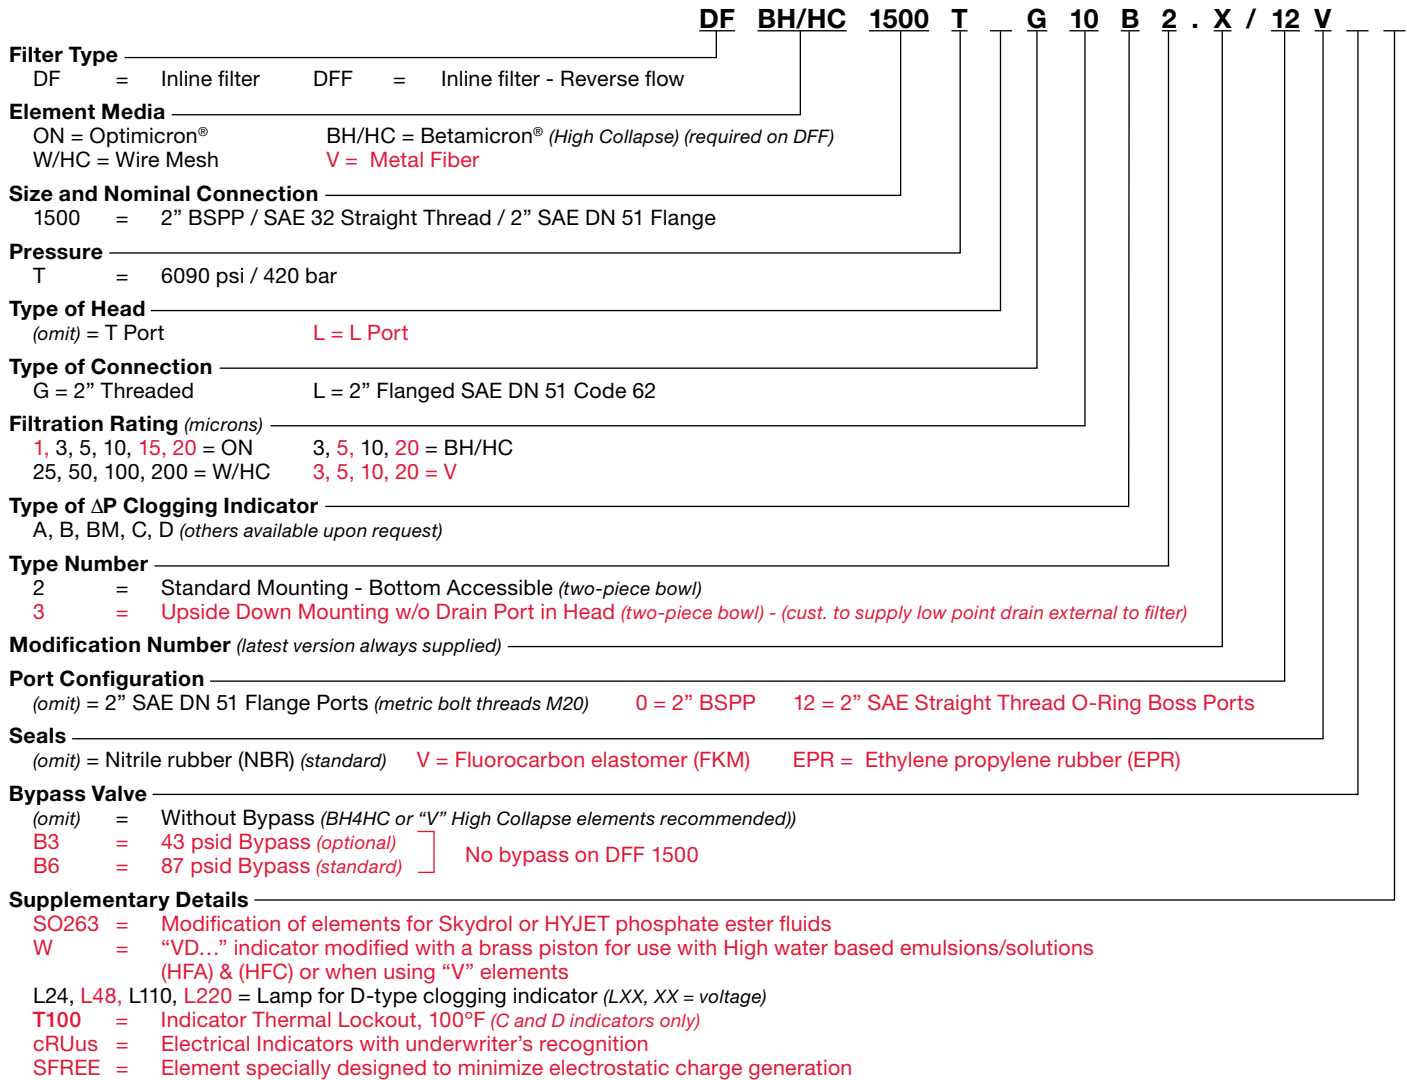 DF BH/HC 1500 T _ G 10 B 2 . X / 12 V _ _
Filter Type
DF = Inline filter DFF = Inline filter - Reverse flow
Element Media
ON = Optimicron® BH/HC = Betamicron® (High Collapse) (required on DFF)
W/HC = Wire Mesh V = Metal Fiber
Size and Nominal Connection
1500 = 2” BSPP / SAE 32 Straight Thread / 2” SAE DN 51 Flange
Pressure
T = 6090 psi / 420 bar
Type of Head
(omit) = T Port L = L Port
Type of Connection
G = 2” Threaded L = 2” Flanged SAE DN 51 Code 62
Filtration Rating (microns)
1, 3, 5, 10, 15, 20 = ON 3, 5, 10, 20 = BH/HC
25, 50, 100, 200 = W/HC 3, 5, 10, 20 = V
Type of ΔP Clogging Indicator
A, B, BM, C, D (others available upon request)
Type Number
2 = Standard Mounting - Bottom Accessible (two-piece bowl)
3 = Upside Down Mounting w/o Drain Port in Head (two-piece bowl) - (cust. to supply low point drain external to filter)
Modification Number (latest version always supplied)
Port Configuration
(omit) = 2” SAE DN 51 Flange Ports (metric bolt threads M20) 0 = 2” BSPP 12 = 2” SAE Straight Thread O-Ring Boss Ports
Seals
(omit) = Nitrile rubber (NBR) (standard) V = Fluorocarbon elastomer (FKM) EPR = Ethylene propylene rubber (EPR)
Bypass Valve
(omit) = Without Bypass (BH4HC or “V” High Collapse elements recommended))
B3 = 43 psid Bypass (optional)
B6 = 87 psid Bypass (standard)
No bypass on DFF 1500
Supplementary Details
SO263 = Modification of elements for Skydrol or HYJET phosphate ester fluids
W = “VD…” indicator modified with a brass piston for use with High water based emulsions/solutions
(HFA) & (HFC) or when using “V” elements
L24, L48, L110, L220 = Lamp for D-type clogging indicator (LXX, XX = voltage)
T100 = Indicator Thermal Lockout, 100ºF (C and D indicators only)
cRUus = Electrical Indicators with underwriter’s recognition
SFREE = Element specially designed to minimize electrostatic charge generation